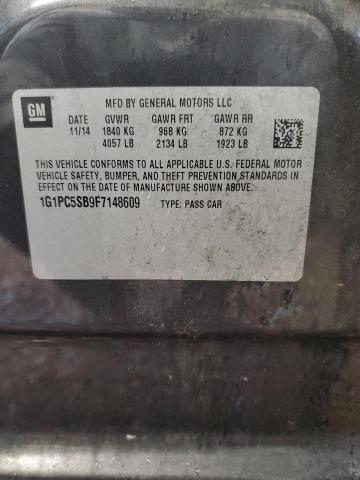 GM
MFD BY GENERAL MOTORS LLC
DATE GVWR GAWR FRT GAWR RR
11/14 1840 KG 968 KG 872 KG
4057 LB 2134 LB 1923 LB
THIS VEHICLE CONFORMS TO ALL APPLICABLE U.S. FEDERAL MOTOR
VEHICLE SAFETY, BUMPER, AND THEFT PREVENTION STANDARDS
IN EFFECT ON THE DATE OF MANUFACTURE SHOWN ABOVE.
1G1PC5SB9F7148609 TYPE: PASS CAR